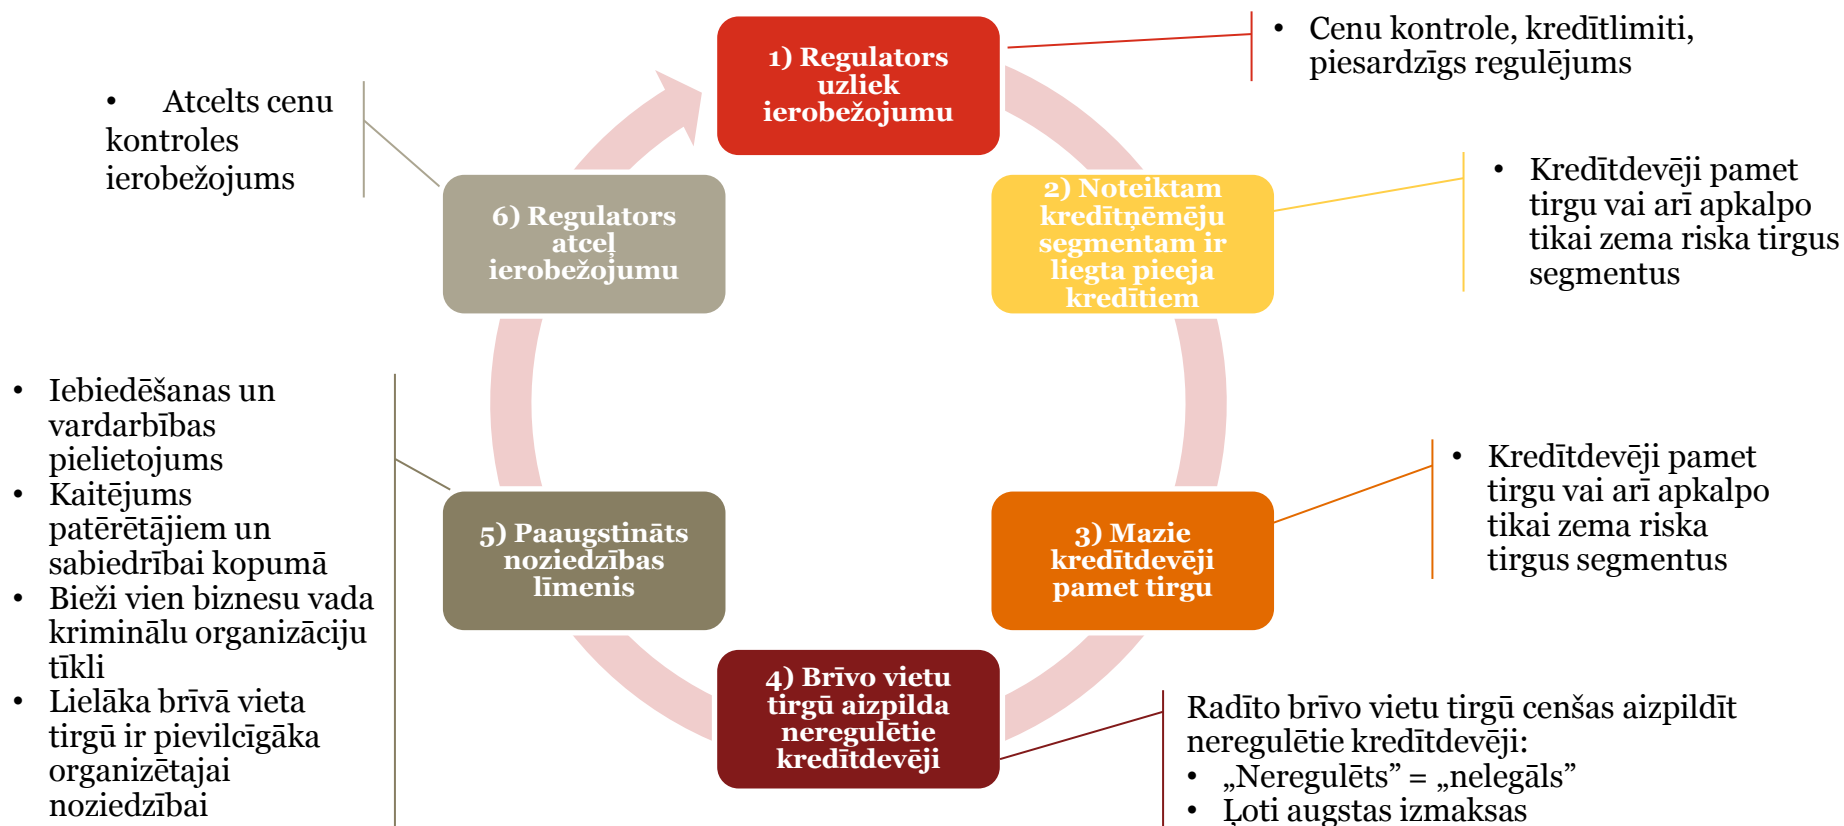 1) Regulators
uzliek
ierobežojumu
• Cenu kontrole, kredītlimiti,
piesardzīgs regulējums
2) Noteiktam
kredītņēmēju
segmentam ir
liegta pieeja
kredītiem
• Kredītdevēji pamet
tirgu vai arī apkalpo
tikai zema riska tirgus
segmentus
3) Mazie
kredītdevēji
pamet tirgu
• Kredītdevēji pamet
tirgu vai arī apkalpo
tikai zema riska
tirgus segmentus
4) Brīvo vietu
tirgū aizpilda
neregulētie
kredītdevēji
Radīto brīvo vietu tirgū cenšas aizpildīt
neregulētie kredītdevēji:
• „Neregulēts” = „nelegāls”
• Ļoti augstas izmaksas
5) Paaugstināts
noziedzības
līmenis
• Iebiedēšanas un
vardarbības
pielietojums
• Kaitējums
patērētājiem un
sabiedrībai kopumā
• Bieži vien biznesu vada
kriminālu organizāciju
tīkli
• Lielāka brīvā vieta
tirgū ir pievilcīgāka
organizētajai
noziedzībai
6) Regulators
atceļ
ierobežojumu
• Atcelts cenu
kontroles
ierobežojums